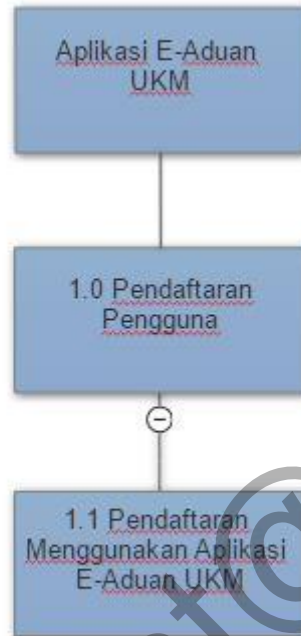 Aplikasi E-Aduan
UKM
1.0 Pendaftaran
Pengguna
1.1 Pendaftaran
Menggunakan Aplikasi
E-Aduan UKM